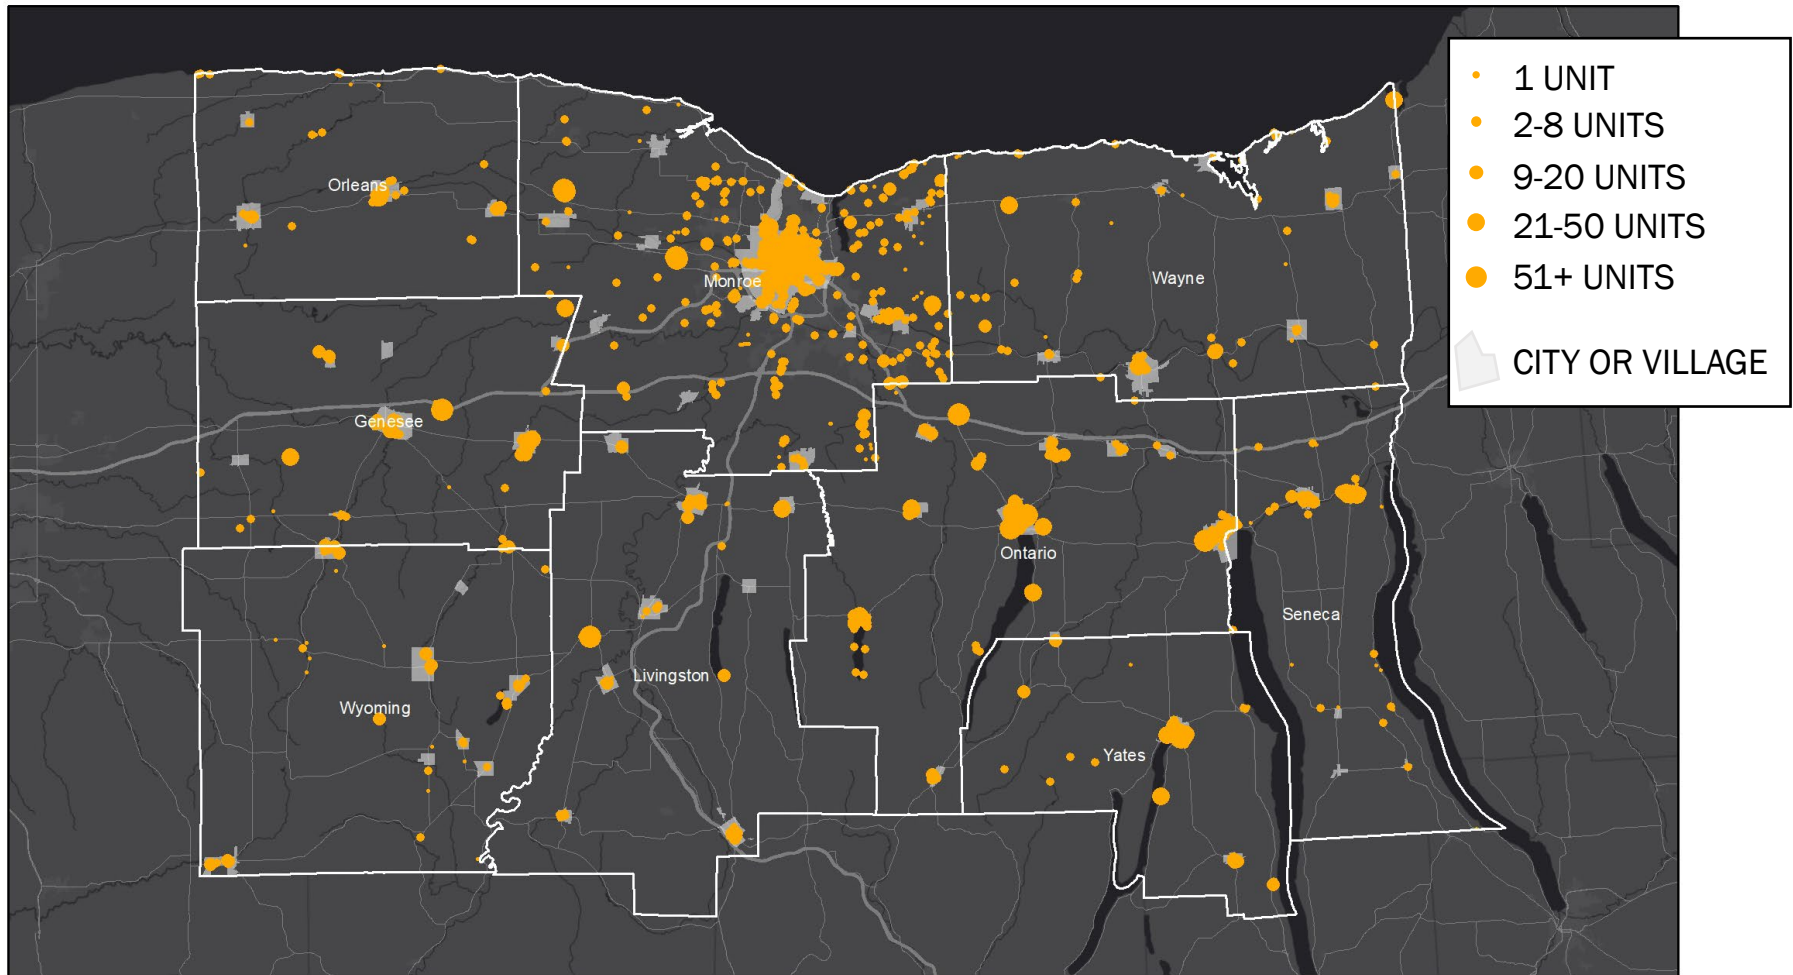 1 UNIT
2-8 UNITS
9-20 UNITS
21-50 UNITS
51+ UNITS
CITY OR VILLAGE
Orleans
Monroe
Wayne
Genesee
Ontario
Seneca
Livingston
Wyoming
Yates